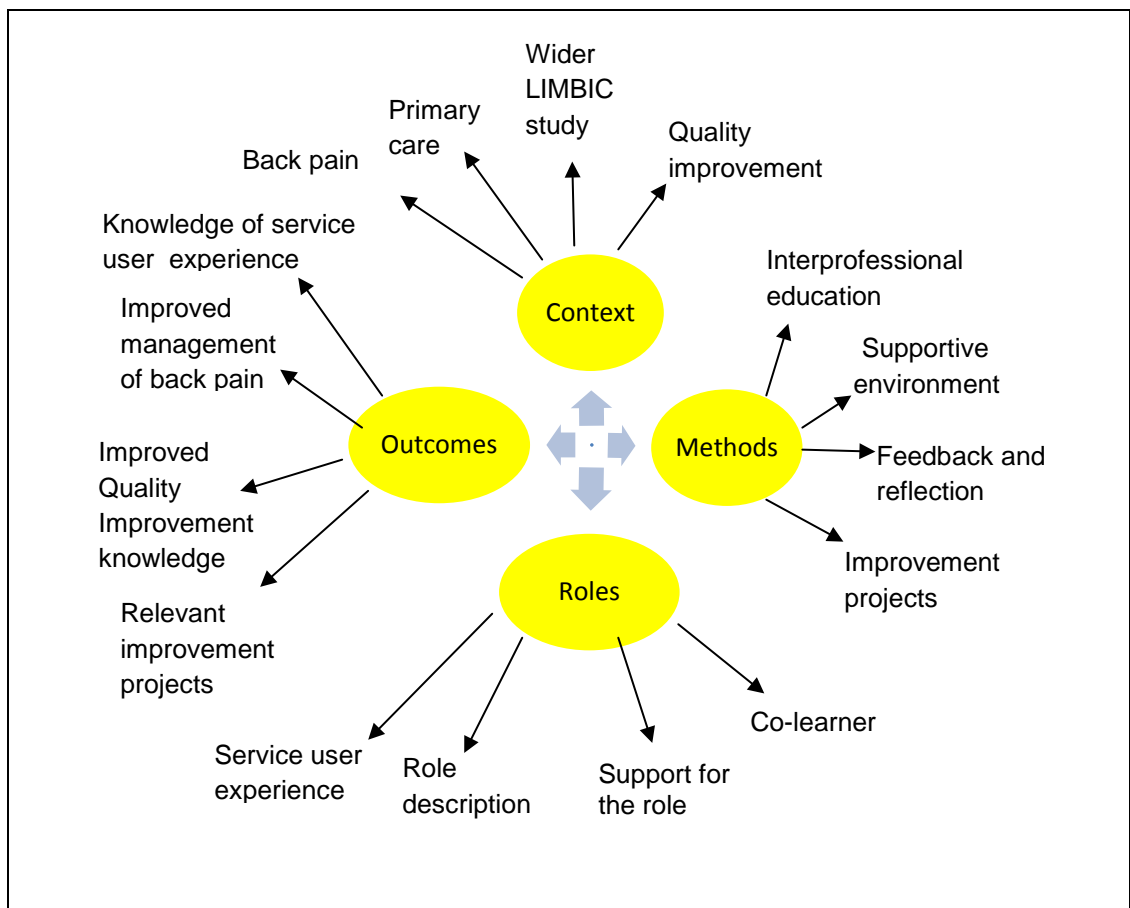 Wider
LIMBIC
study
Primary
care
Quality
improvement
Back pain
Knowledge of service
user  experience
Context
Interprofessional
education
Improved
management
of back pain
Supportive
environment
Outcomes
Methods
Improved
Quality
Improvement
knowledge
Feedback and
reflection
Improvement
projects
Roles
Relevant
improvement
projects
Service user
experience
Role
description
Support for
the role
Co-learner